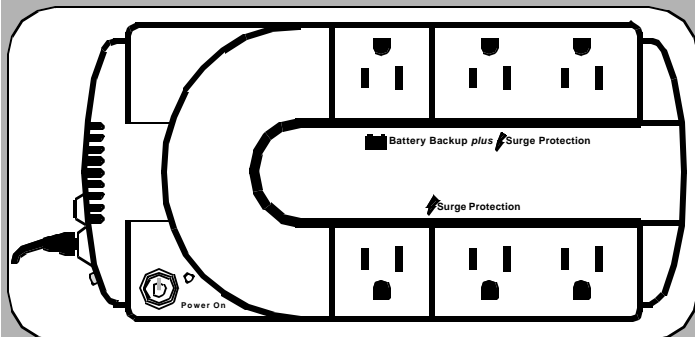 Battery Backup plus Surge Protection
Surge Protection
Power On